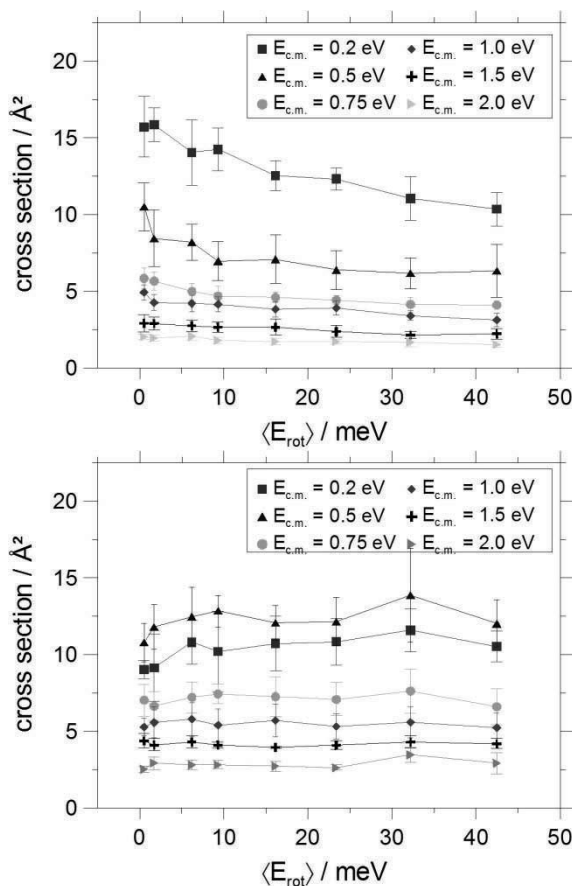 cross section / Å²
20
15
10
5
0
E_c.m. = 0.2 eV E_c.m. = 1.0 eV
E_c.m. = 0.5 eV E_c.m. = 1.5 eV
E_c.m. = 0.75 eV E_c.m. = 2.0 eV
0 10 20 30 40 50
⟨E_rot⟩ / meV
cross section / Å²
20
15
10
5
0
E_c.m. = 0.2 eV E_c.m. = 1.0 eV
E_c.m. = 0.5 eV E_c.m. = 1.5 eV
E_c.m. = 0.75 eV E_c.m. = 2.0 eV
0 10 20 30 40 50
⟨E_rot⟩ / meV